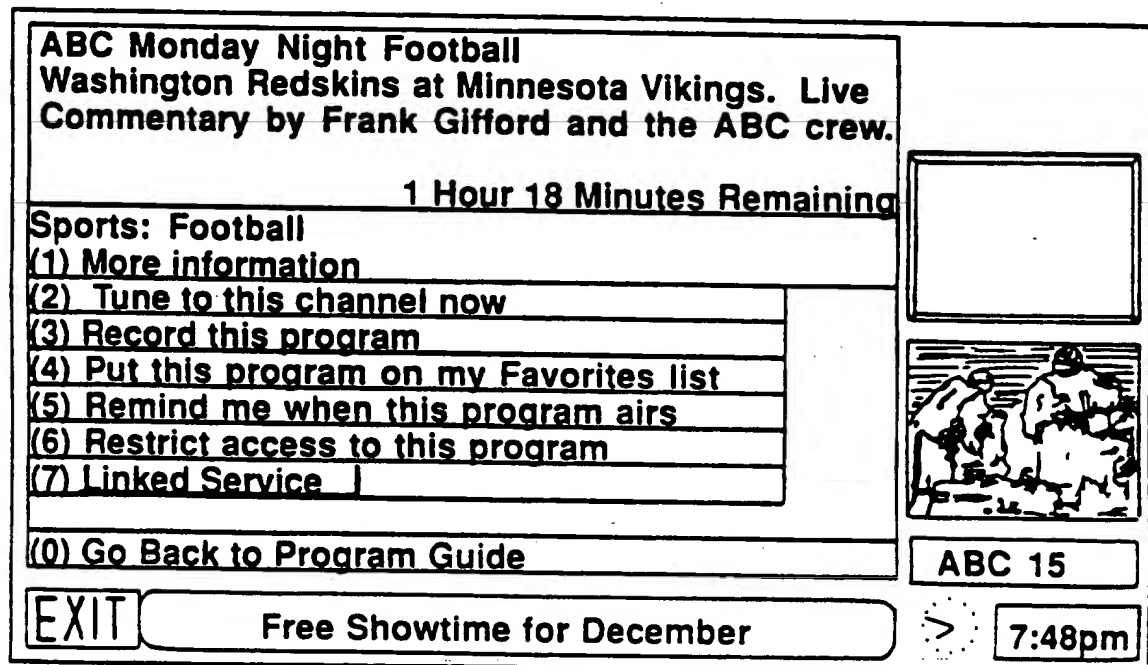 ABC Monday Night Football
Washington Redskins at Minnesota Vikings. Live
Commentary by Frank Gifford and the ABC crew.
1 Hour 18 Minutes Remaining
Sports: Football
(1) More information
(2) Tune to this channel now
(3) Record this program
(4) Put this program on my Favorites list
(5) Remind me when this program airs
(6) Restrict access to this program
(7) Linked Service
(0) Go Back to Program Guide
ABC 15
EXIT
Free Showtime for December
>
7:48pm